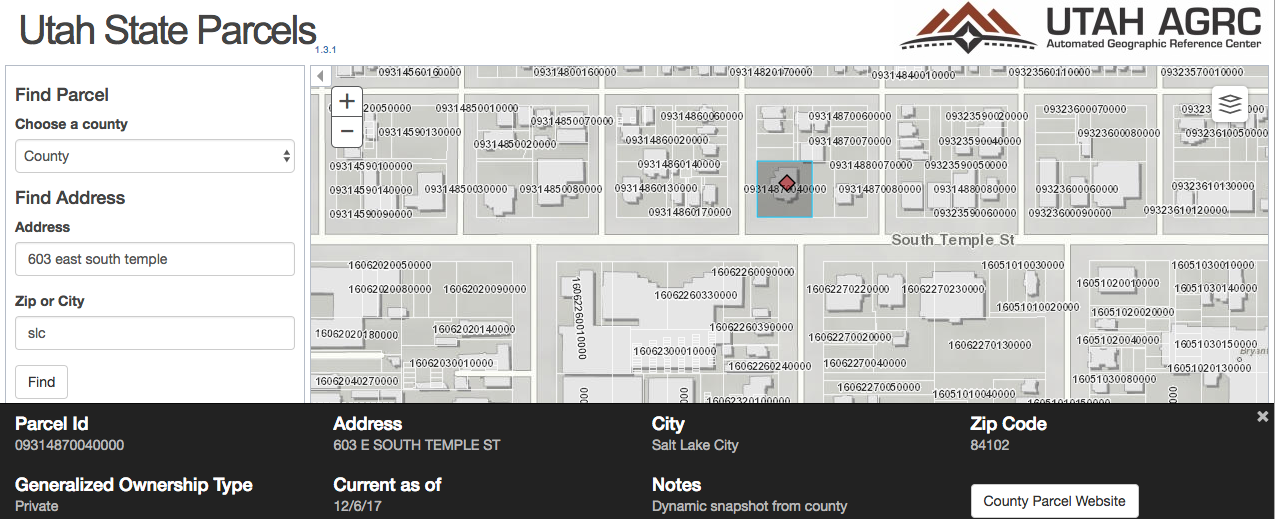 Utah State Parcels
1.3.1
UTAH AGRC
Automated Geographic Reference Center
Find Parcel
Choose a county
County
Find Address
Address
603 east south temple
Zip or City
slc
Find
+
−
09314560160000
09314800160000
09314820170000
09314840010000
09323570010000
20050000
09314850010000
09314850070000
09314860060000
09314870060000
09323590020000
09323600070000
09314590130000
09314850020000
09314860020000
09314870070000
09323590040000
09323600080000
09323610050000
09314590100000
09314860140000
09314880070000
09323590050000
09314590140000
09314850030000
09314850080000
09314860130000
09314870040000
09314870080000
09314880080000
09323600060000
09323610130000
09314590090000
09314860170000
09323590060000
09323600090000
09323610120000
South Temple St
16062020050000
16062260090000
16051010030000
16051030010000
16062020080000
16062020090000
16062260330000
16062270220000
16062270230000
16051020010000
16051030140000
16062260010000
16051010020000
16051020020000
16062020180000
16062020140000
16062260390000
16062270020000
16062270130000
16051020040000
16051030150000
16062030010000
16062300010000
16062260240000
16062270040000
Bryan
16051020130000
16062040270000
16062270050000
16051010040000
16051030080000
16062320100000
0000
0000
Parcel Id
09314870040000
Address
603 E SOUTH TEMPLE ST
City
Salt Lake City
Zip Code
84102
Generalized Ownership Type
Private
Current as of
12/6/17
Notes
Dynamic snapshot from county
County Parcel Website